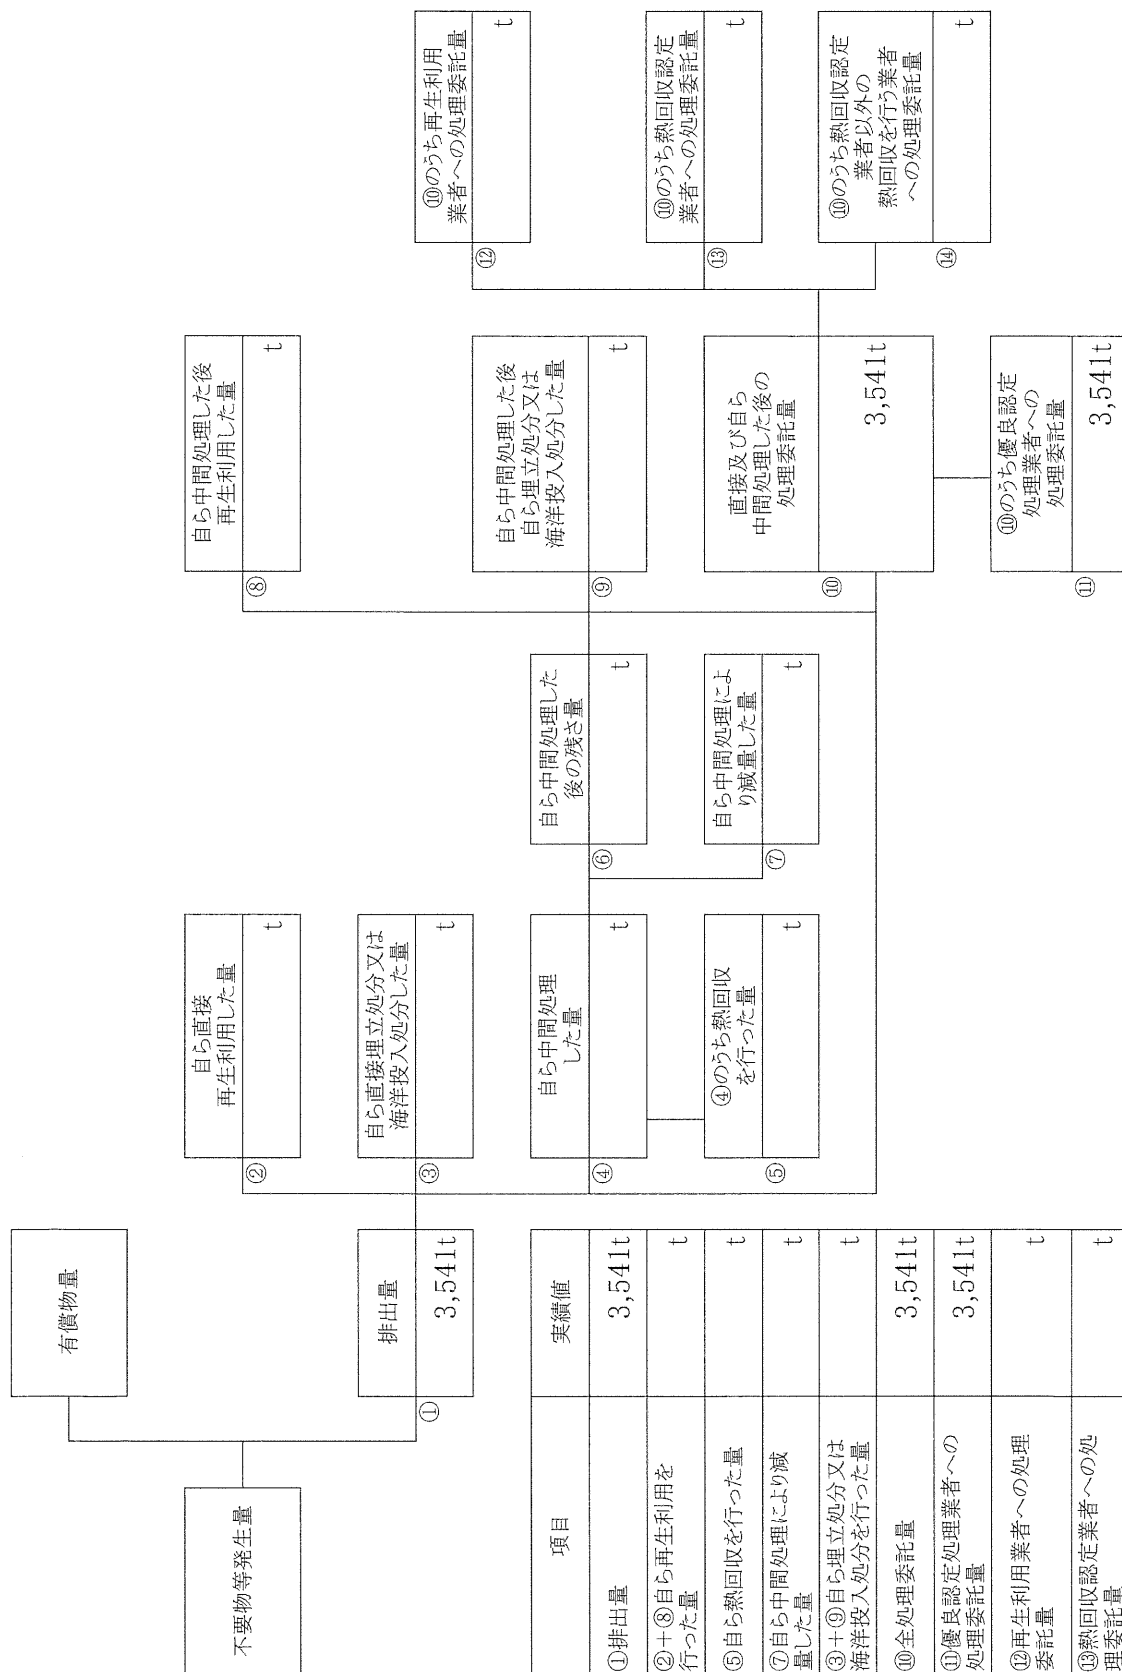 不要物等発生量
有償物量
①
排出量
3,541t
②
自ら直接
再生利用した量
t
③
自ら直接埋立処分又は
海洋投入処分した量
t
④
自ら中間処理
した量
t
⑤
④のうち熱回収
を行った量
t
⑥
自ら中間処理した
後の残さ量
t
⑦
自ら中間処理によ
り減量した量
t
⑧
自ら中間処理した後
再生利用した量
t
⑨
自ら中間処理した後
自ら埋立処分又は
海洋投入処分した量
t
⑩
直接及び自ら
中間処理した後の
処理委託量
3,541t
⑪
⑩のうち優良認定
処理業者への
処理委託量
3,541t
⑫
⑩のうち再生利用
業者への処理委託量
t
⑬
⑩のうち熱回収認定
業者への処理委託量
t
⑭
⑩のうち熱回収認定
業者以外の
熱回収を行う業者
への処理委託量
t
項目
実績値
①排出量
3,541t
②+⑧自ら再生利用を
行った量
t
⑤自ら熱回収を行った量
t
⑦自ら中間処理により減
量した量
t
③+⑨自ら埋立処分又は
海洋投入処分を行った量
t
⑩全処理委託量
3,541t
⑪優良認定処理業者への
処理委託量
3,541t
⑫再生利用業者への処理
委託量
t
⑬熱回収認定業者への処
理委託量
t